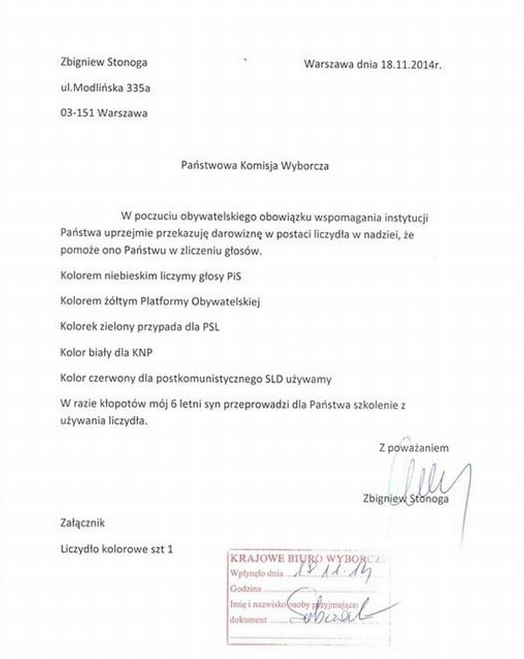 Zbigniew Stonoga
Warszawa dnia 18.11.2014r.
ul.Modlińska 335a
03-151 Warszawa
Państwowa Komisja Wyborcza
W poczuciu obywatelskiego obowiązku wspomagania instytucji
Państwa uprzejmie przekazuję darowiznę w postaci liczydła w nadziei, że
pomoże ono Państwu w zliczeniu głosów.
Kolorem niebieskim liczymy głosy PiS
Kolorem żółtym Platformy Obywatelskiej
Kolorek zielony przypada dla PSL
Kolor biały dla KNP
Kolor czerwony dla postkomunistycznego SLD używamy
W razie kłopotów mój 6 letni syn przeprowadzi dla Państwa szkolenie z
używania liczydła.
Z poważaniem
Zbigniew Stonoga
Załącznik
Liczydło kolorowe szt 1
KRAJOWE BIURO WYBORCZ
Wpłynęło dnia 18.11.14
Godzina
Imię i nazwisko osoby przyjmującej
dokument